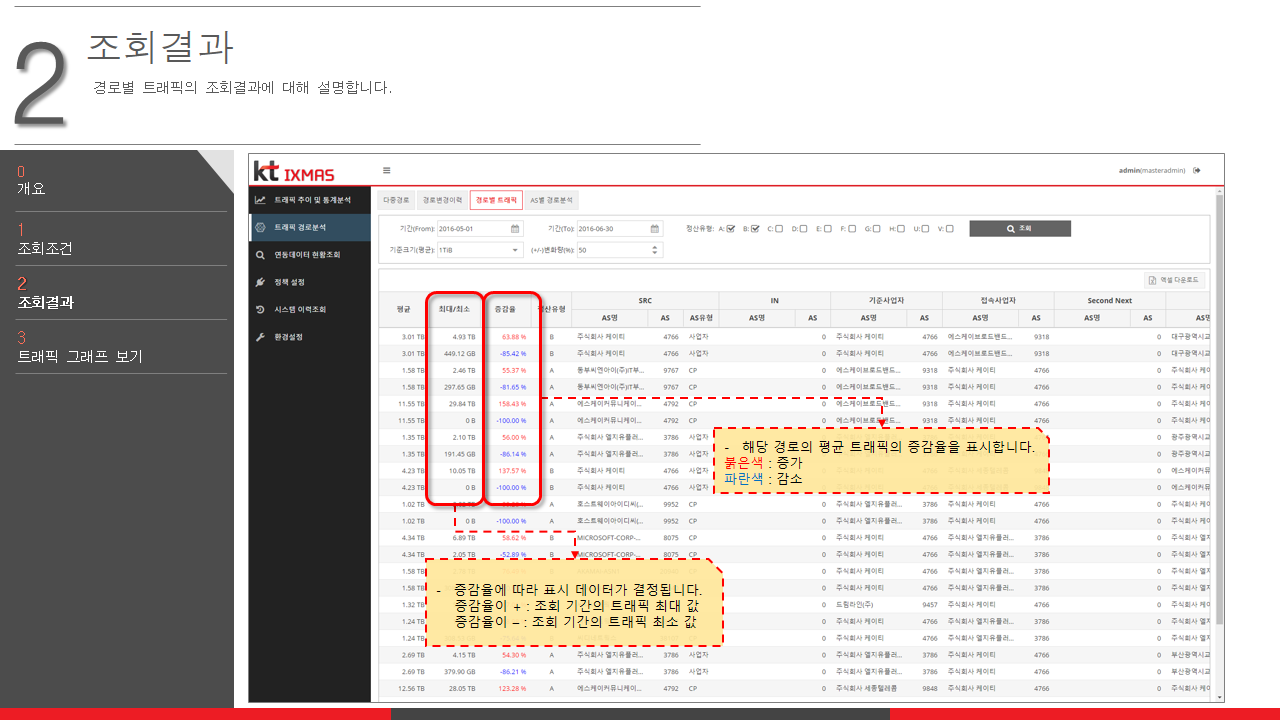 2
조회결과
경로별 트래픽의 조회결과에 대해 설명합니다.
0
개요
1
조회조건
2
조회결과
3
트래픽 그래프 보기
kt IXMAS
admin(masteradmin)
트래픽 추이 및 통계분석
트래픽 경로분석
연동데이터 현황조회
정책 설정
시스템 이력조회
환경설정
다중경로 경로변경이력 경로별 트래픽 AS별 경로분석
기간(From): 2016-05-01 기간(To): 2016-06-30 정산유형: A: B: C: D: E: F: G: H: U: V: 조회
기준크기(평균): 1TiB (+/-)변화량(%): 50
엑셀 다운로드
평균 최대/최소 증감율 산유형 SRC IN 기준사업자 접속사업자 Second Next
AS명 AS AS유형 AS명 AS AS명 AS AS명 AS AS명 AS AS명
3.01 TB 4.93 TB 63.88 % B 주식회사 케이티 4766 사업자 0 주식회사 케이티 4766 에스케이브로드밴드... 9318 0 대구광역시교
3.01 TB 449.12 GB -85.42 % B 주식회사 케이티 4766 사업자 0 주식회사 케이티 4766 에스케이브로드밴드... 9318 0 대구광역시교
1.58 TB 2.46 TB 55.37 % A 동부씨엔아이(주)IT부... 9767 CP 0 에스케이브로드밴드... 9318 주식회사 케이티 4766 0 주식회사 케이
1.58 TB 297.65 GB -81.65 % A 동부씨엔아이(주)IT부... 9767 CP 0 에스케이브로드밴드... 9318 주식회사 케이티 4766 0 주식회사 케이
11.55 TB 29.84 TB 158.43 % A 에스케이커뮤니케이... 4792 CP 0 에스케이브로드밴드... 9318 주식회사 케이티 4766 0 주식회사 케이
11.55 TB 0 B -100.00 % A 에스케이커뮤니케이... 4792 CP 0 에스케이브로드밴드... 9318 주식회사 케이티 4766 0 주식회사 케이
1.35 TB 2.10 TB 56.00 % A 주식회사 엘지유플러... 3786 사업자 광주광역시교
1.35 TB 191.45 GB -86.14 % A 주식회사 엘지유플러... 3786 사업자 광주광역시교
4.23 TB 10.05 TB 137.57 % B 주식회사 케이티 4766 사업자 에스케이커뮤
4.23 TB 0 B -100.00 % B 주식회사 케이티 4766 사업자 에스케이커뮤
1.02 TB A 호스트웨이아이디씨(... 9952 CP 0 주식회사 엘지유플러... 3786 주식회사 케이티 4766 0 주식회사 케이
1.02 TB 0 B -100.00 % A 호스트웨이아이디씨(... 9952 CP 0 주식회사 엘지유플러... 3786 주식회사 케이티 4766 0 주식회사 케이
4.34 TB 6.89 TB 58.62 % B MICROSOFT-CORP-... 8075 CP 0 주식회사 케이티 4766 주식회사 엘지유플러... 3786 0 주식회사 엘지
4.34 TB 2.05 TB -52.89 % B MICROSOFT-CORP-... 8075 CP 0 주식회사 케이티 4766 주식회사 엘지유플러... 3786 0 주식회사 엘지
1.58 TB 0 주식회사 케이티 4766 주식회사 엘지유플러... 3786 0 주식회사 엘지
1.58 TB 0 주식회사 케이티 4766 주식회사 엘지유플러... 3786 0 주식회사 엘지
1.32 TB 0 드림라인(주) 9457 주식회사 케이티 4766 0 주식회사 케이
1.24 TB 0 주식회사 엘지유플러... 3786 주식회사 케이티 4766 0 주식회사 케이
1.24 TB 0 주식회사 엘지유플러... 3786 주식회사 케이티 4766 0 주식회사 케이
2.69 TB 4.15 TB 54.30 % A 주식회사 엘지유플러... 3786 사업자 0 주식회사 엘지유플러... 3786 주식회사 케이티 4766 0 부산광역시교
2.69 TB 379.90 GB -86.21 % A 주식회사 엘지유플러... 3786 사업자 0 주식회사 엘지유플러... 3786 주식회사 케이티 4766 0 부산광역시교
12.56 TB 28.05 TB 123.28 % A 에스케이커뮤니케이... 4792 CP 0 주식회사 세종텔레콤 9848 주식회사 케이티 4766 0 주식회사 케이
- 해당 경로의 평균 트래픽의 증감율을 표시합니다.
붉은색 : 증가
파란색 : 감소
- 증감율에 따라 표시 데이터가 결정됩니다.
증감율이 + : 조회 기간의 트래픽 최대 값
증감율이 – : 조회 기간의 트래픽 최소 값